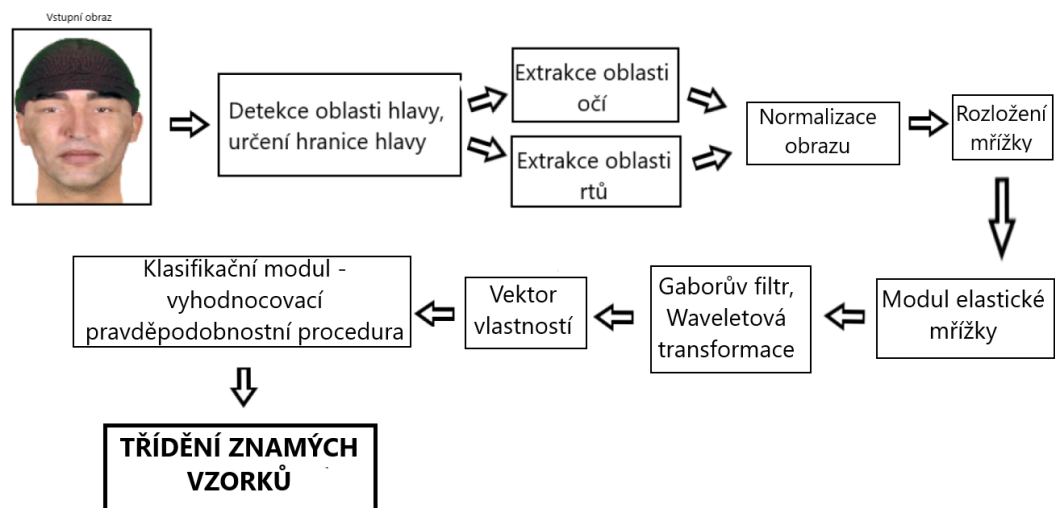 Vstupní obraz
Detekce oblasti hlavy,
určení hranice hlavy
Extrakce oblasti
očí
Extrakce oblasti
rtů
Normalizace
obrazu
Rozložení
mřížky
Modul elastické
mřížky
Gaborův filtr,
Waveletová
transformace
Vektor
vlastností
Klasifikační modul -
vyhodnocovací
pravděpodobnostní procedura
TŘÍDĚNÍ ZNAMÝCH
VZORKŮ